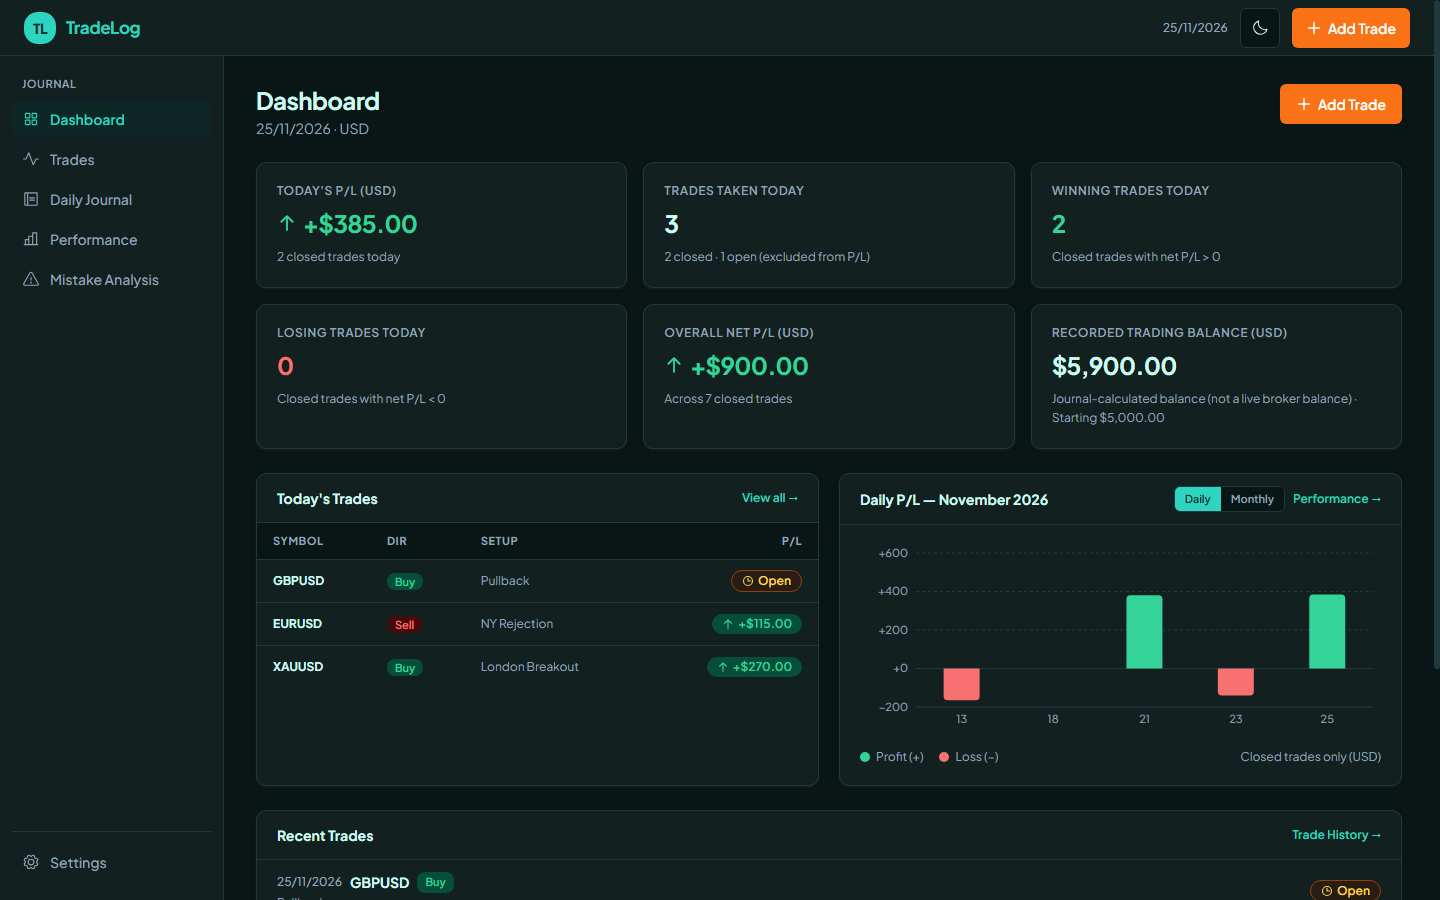 TL TradeLog
25/11/2026
Add Trade
JOURNAL
Dashboard
Trades
Daily Journal
Performance
Mistake Analysis
Settings
Dashboard
25/11/2026 · USD
Add Trade
TODAY'S P/L (USD)
↑ +$385.00
2 closed trades today
TRADES TAKEN TODAY
3
2 closed · 1 open (excluded from P/L)
WINNING TRADES TODAY
2
Closed trades with net P/L > 0
LOSING TRADES TODAY
0
Closed trades with net P/L < 0
OVERALL NET P/L (USD)
↑ +$900.00
Across 7 closed trades
RECORDED TRADING BALANCE (USD)
$5,900.00
Journal-calculated balance (not a live broker balance) ·
Starting $5,000.00
Today's Trades
View all →
SYMBOL DIR SETUP P/L
GBPUSD Buy Pullback Open
EURUSD Sell NY Rejection ↑ +$115.00
XAUUSD Buy London Breakout ↑ +$270.00
Daily P/L — November 2026
Daily Monthly
Performance →
+600
+400
+200
+0
−200
13 18 21 23 25
Profit (+) Loss (−)
Closed trades only (USD)
Recent Trades
Trade History →
25/11/2026 GBPUSD Buy
Open